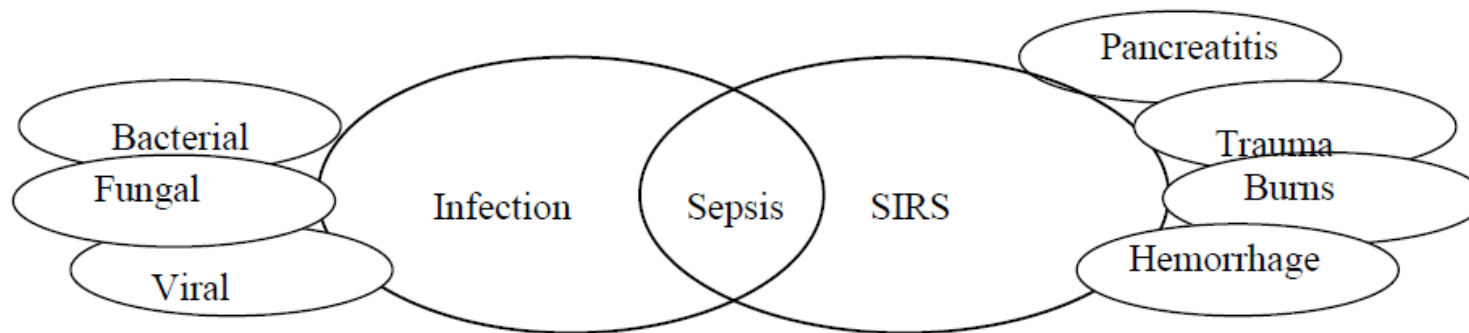 Pancreatitis
Bacterial
Trauma
Fungal
Burns
Infection
Sepsis
SIRS
Hemorrhage
Viral